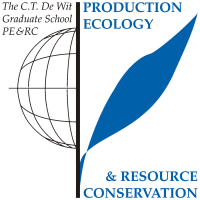 The C.T. De Wit
Graduate School
PE&RC
PRODUCTION
ECOLOGY
& RESOURCE
CONSERVATION